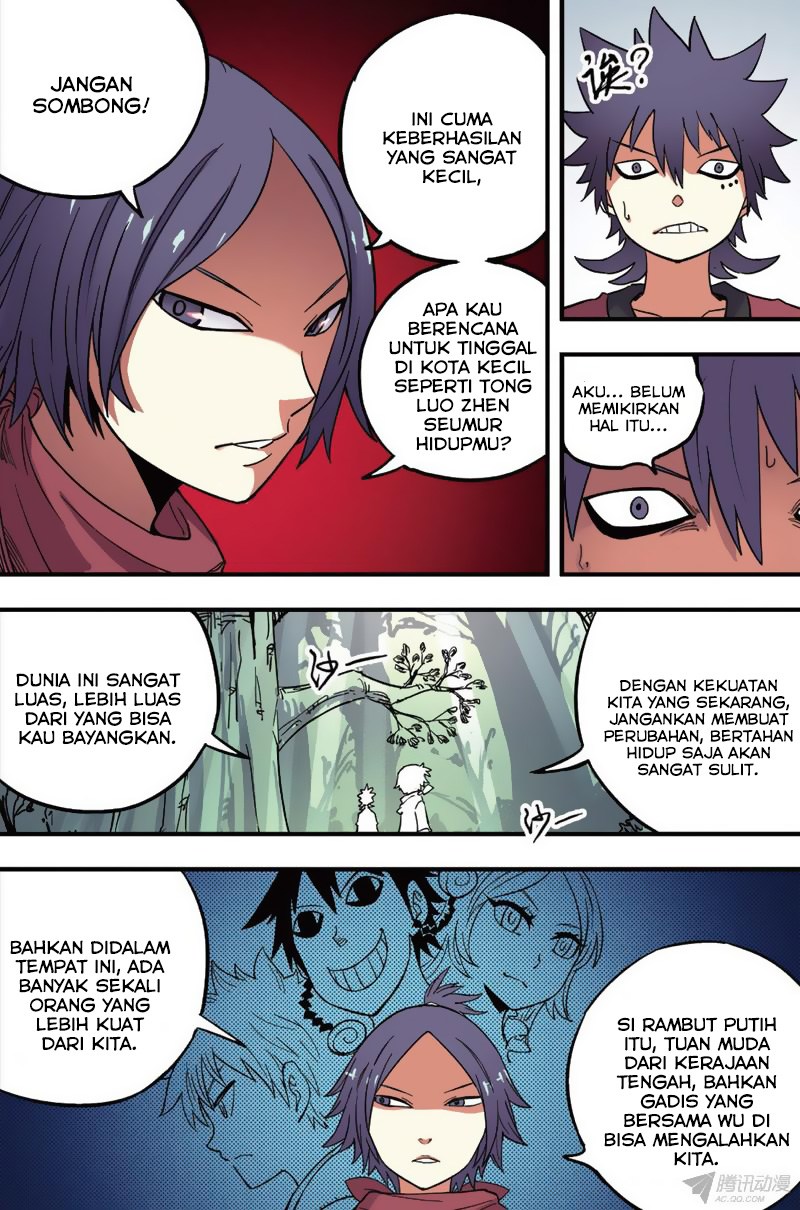 JANGAN
SOMBONG!
INI CUMA
KEBERHASILAN
YANG SANGAT
KECIL,
APA KAU
BERENCANA
UNTUK TINGGAL
DI KOTA KECIL
SEPERTI TONG
LUO ZHEN
SEUMUR
HIDUPMU?
诶?
AKU... BELUM
MEMIKIRKAN
HAL ITU...
DUNIA INI SANGAT
LUAS, LEBIH LUAS
DARI YANG BISA
KAU BAYANGKAN.
沙一
沙一
DENGAN KEKUATAN
KITA YANG SEKARANG,
JANGANKAN MEMBUAT
PERUBAHAN, BERTAHAN
HIDUP SAJA AKAN
SANGAT SULIT.
BAHKAN DIDALAM
TEMPAT INI, ADA
BANYAK SEKALI
ORANG YANG
LEBIH KUAT
DARI KITA.
SI RAMBUT PUTIH
ITU, TUAN MUDA
DARI KERAJAAN
TENGAH, BAHKAN
GADIS YANG
BERSAMA WU DI
BISA MENGALAHKAN
KITA.
腾讯动漫
AC.QQ.COM